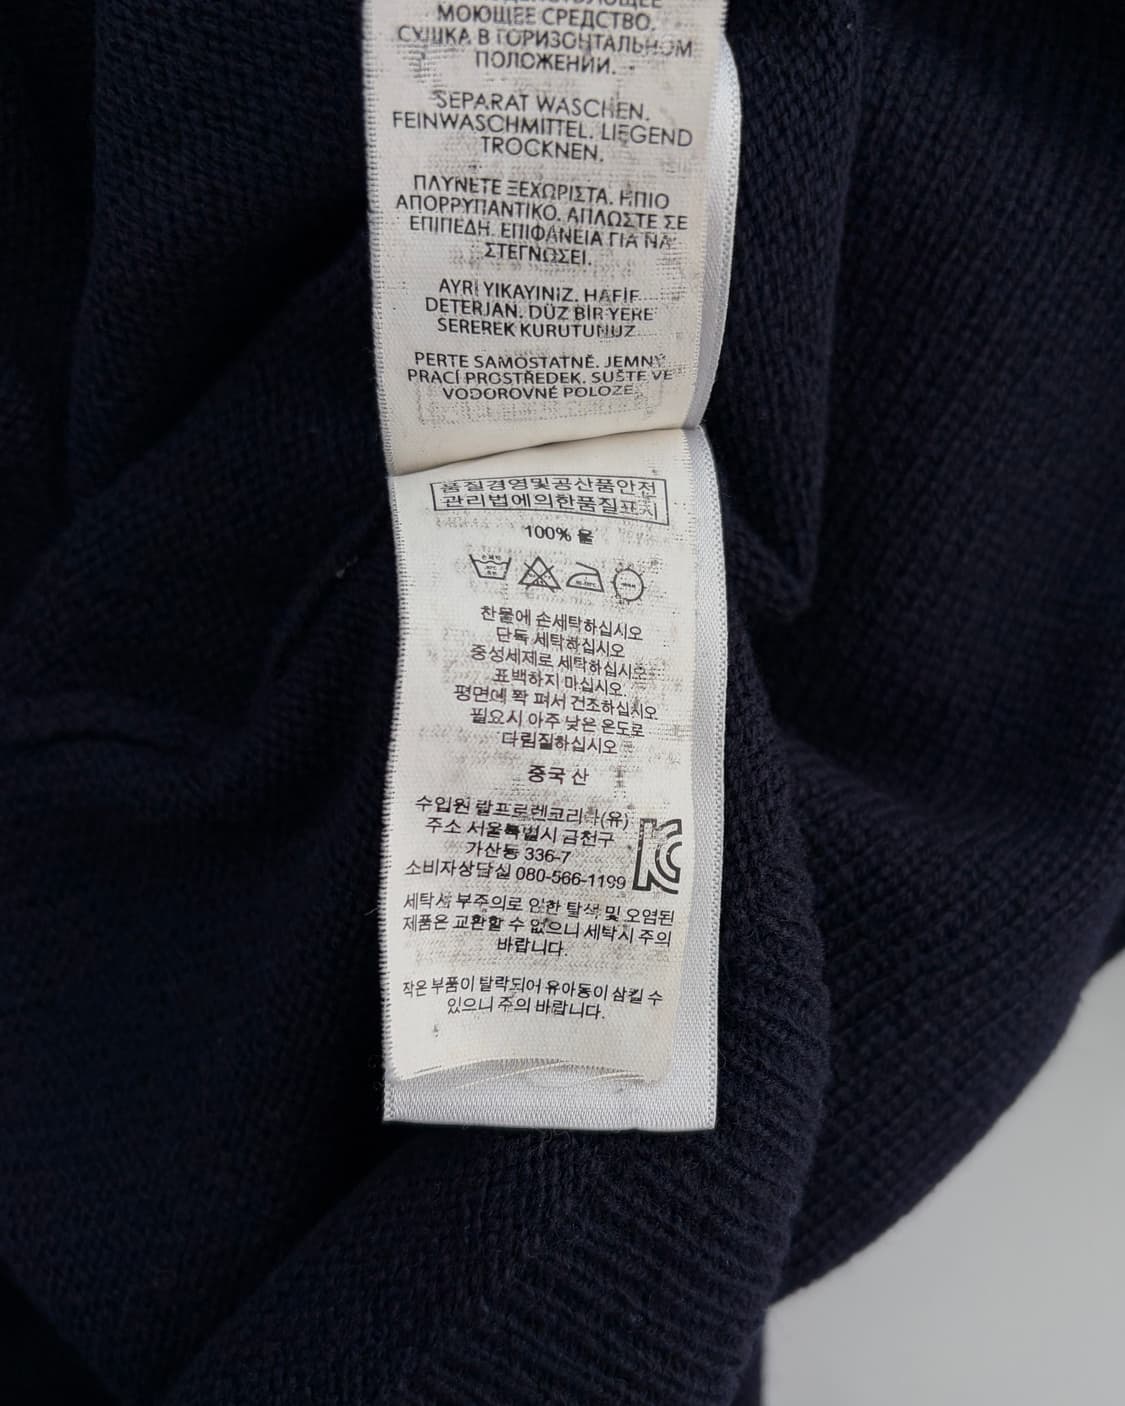 МОЮЩЕЕ СРЕДСТВО.
СУШКА В ГОРИЗОНТАЛЬНОМ
ПОЛОЖЕНИИ.
SEPARAT WASCHEN.
FEINWASCHMITTEL. LIEGEND
TROCKNEN.
ΠΛΥΝΕΤΕ ΞΕΧΩΡΙΣΤΑ. ΗΠΙΟ
ΑΠΟΡΡΥΠΑΝΤΙΚΟ. ΑΠΛΩΣΤΕ ΣΕ
ΕΠΙΠΕΔΗ. ΕΠΙΦΑΝΕΙΑ ΓΙΑ ΝΑ
ΣΤΕΓΝΩΣΕΙ.
AYRI YIKAYINIZ. HAFİF
DETERJAN. DÜZ BİR YERE
SEREREK KURUTUNUZ
PERTE SAMOSTATNĚ. JEMNÝ
PRACÍ PROSTŘEDEK. SUŠTE VE
VODOROVNÉ POLOZE.
품질경영및공산품안전
관리법에의한품질표시
100% 울
찬물에 손세탁하십시오
단독 세탁하십시오
중성세제로 세탁하십시오
표백하지 마십시오.
평면에 쫙 펴서 건조하십시오
필요시 아주 낮은 온도로
다림질하십시오
중국 산
수입원 랄프로렌코리아(유)
주소 서울특별시 금천구
가산동 336-7
소비자상담실 080-566-1199
세탁시 부주의로 인한 탈색 및 오염된
제품은 교환할 수 없으니 세탁시 주의
바랍니다.
작은 부품이 탈락되어 유아동이 삼킬 수
있으니 주의 바랍니다.